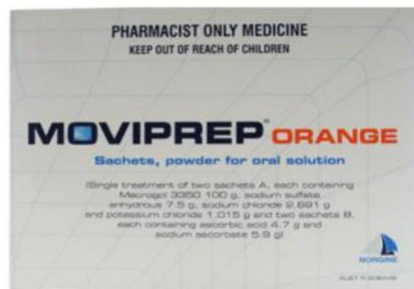 PHARMACIST ONLY MEDICINE
KEEP OUT OF REACH OF CHILDREN
MOVIPREP® ORANGE
Sachets, powder for oral solution
(Single treatment of two sachets A, each containing
Macrogol 3350 100 g, sodium sulfate
anhydrous 7.5 g, sodium chloride 2.691 g
and potassium chloride 1.015 g and two sachets B,
each containing ascorbic acid 4.7 g and
sodium ascorbate 5.9 g)
NORGINE